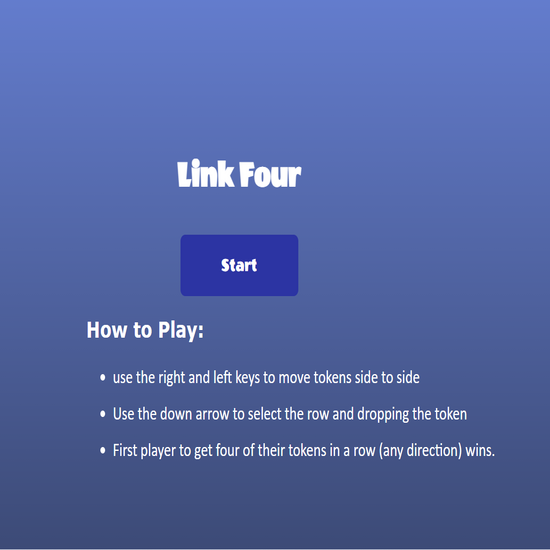 Link Four
Start
How to Play:
• use the right and left keys to move tokens side to side
• Use the down arrow to select the row and dropping the token
• First player to get four of their tokens in a row (any direction) wins.